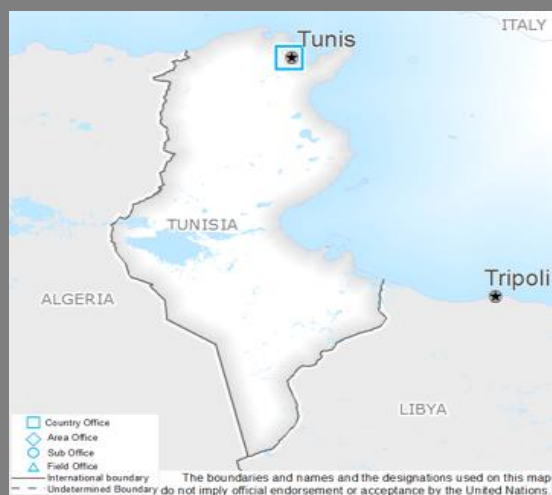 ITALY
Tunis
TUNISIA
Tripoli
ALGERIA
LIBYA
Country Office
Area Office
Sub Office
Field Office
International boundary
Undetermined Boundary
The boundaries and names and the designations used on this map
do not imply official endorsement or acceptance by the United Nations